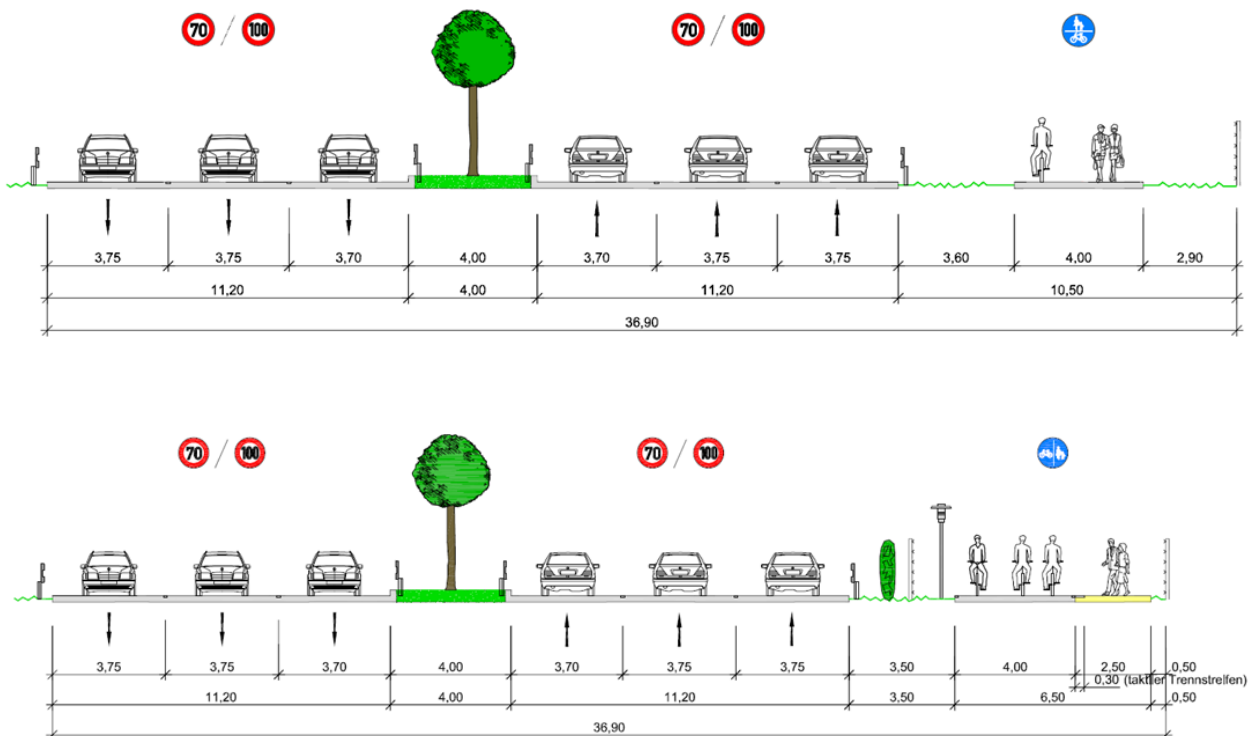 70 / 100 70 / 100
3,75 3,75 3,70 4,00 3,70 3,75 3,75 3,60 4,00 2,90
11,20 4,00 11,20 10,50
36,90
70 / 100 70 / 100
3,75 3,75 3,70 4,00 3,70 3,75 3,75 3,50 4,00 2,50 0,50
0,30 (taktiler Trennstreifen)
11,20 4,00 11,20 3,50 6,50 0,50
36,90